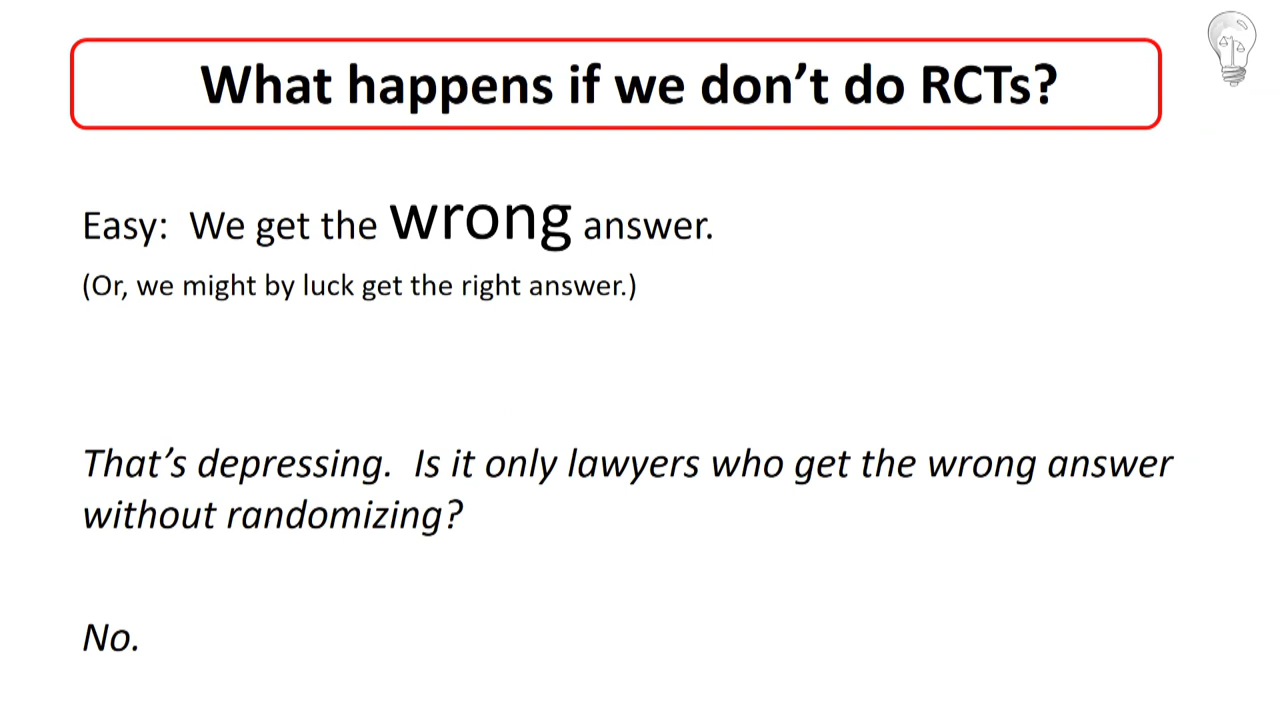 What happens if we don’t do RCTs?
Easy:  We get the wrong answer.
(Or, we might by luck get the right answer.)
That’s depressing.  Is it only lawyers who get the wrong answer
without randomizing?
No.